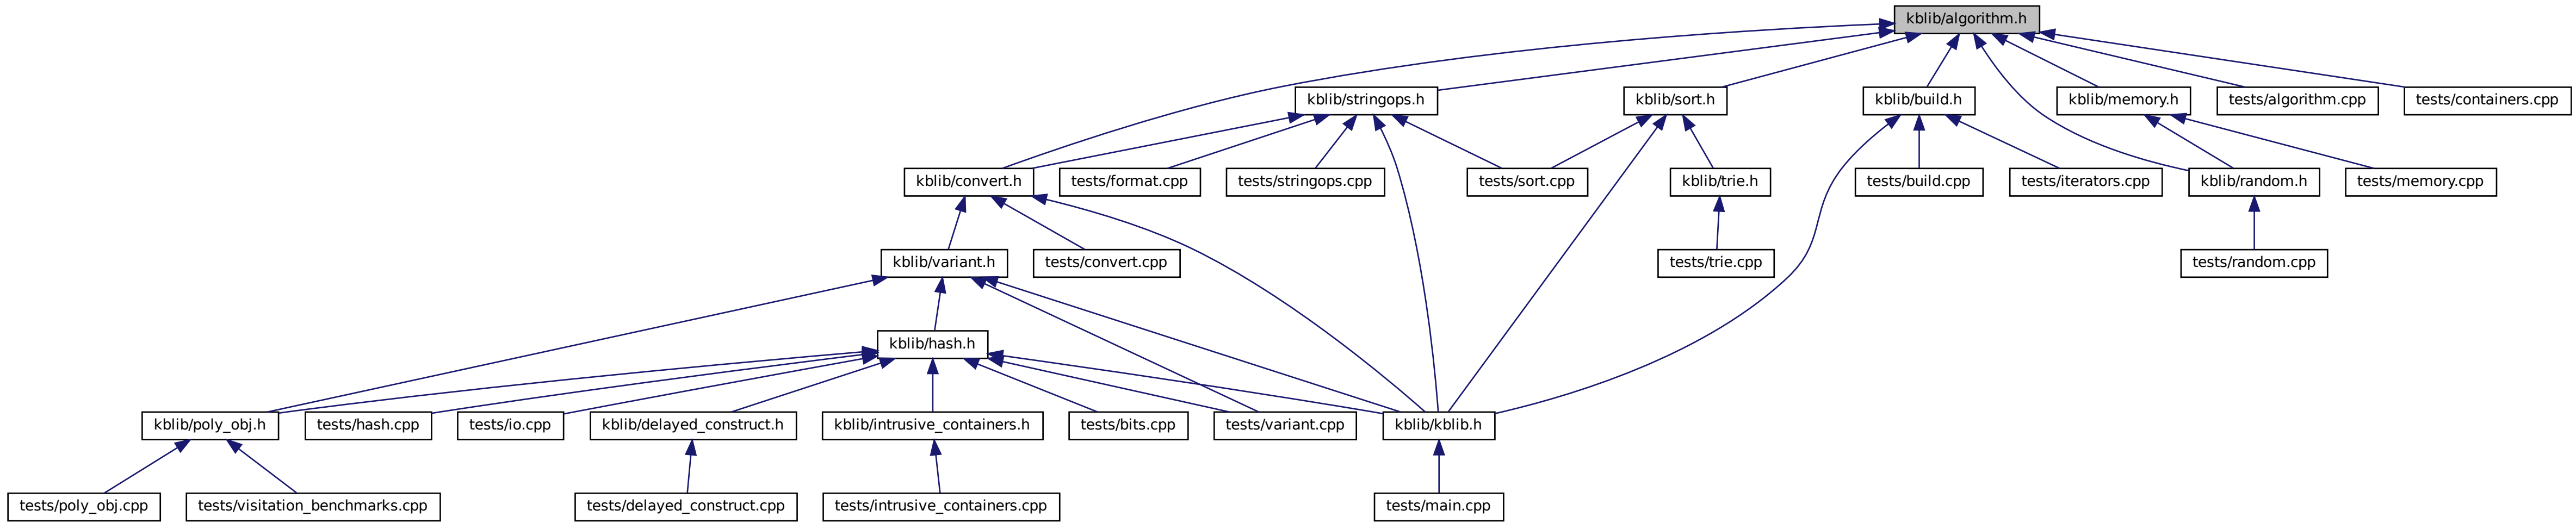 kblib/algorithm.h
kblib/stringops.h
kblib/sort.h
kblib/build.h
kblib/memory.h
tests/algorithm.cpp
tests/containers.cpp
kblib/convert.h
tests/format.cpp
tests/stringops.cpp
tests/sort.cpp
kblib/trie.h
tests/build.cpp
tests/iterators.cpp
kblib/random.h
tests/memory.cpp
kblib/variant.h
tests/convert.cpp
tests/trie.cpp
tests/random.cpp
kblib/hash.h
kblib/poly_obj.h
tests/hash.cpp
tests/io.cpp
kblib/delayed_construct.h
kblib/intrusive_containers.h
tests/bits.cpp
tests/variant.cpp
kblib/kblib.h
tests/poly_obj.cpp
tests/visitation_benchmarks.cpp
tests/delayed_construct.cpp
tests/intrusive_containers.cpp
tests/main.cpp